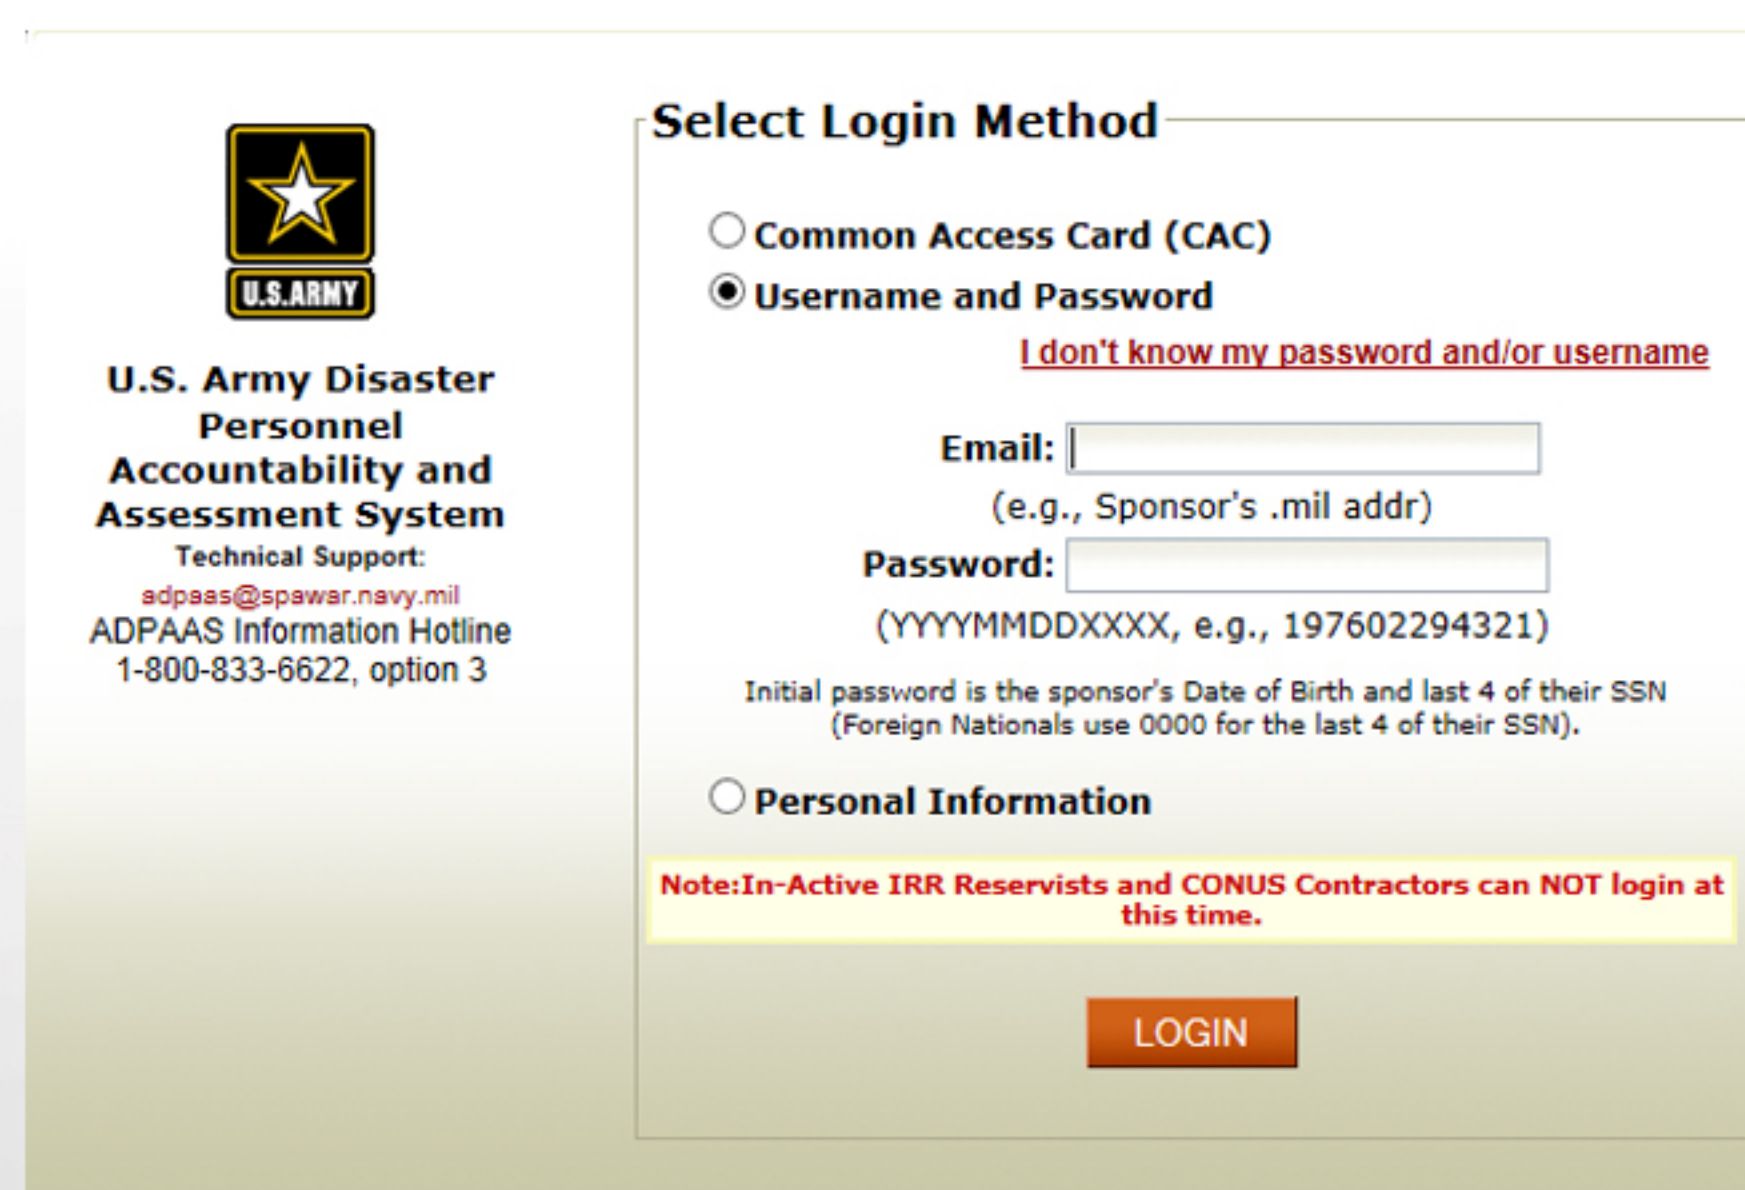 U.S.ARMY
U.S. Army Disaster
Personnel
Accountability and
Assessment System
Technical Support:
adpaas@spawar.navy.mil
ADPAAS Information Hotline
1-800-833-6622, option 3
Select Login Method
Common Access Card (CAC)
Username and Password
I don't know my password and/or username
Email:
(e.g., Sponsor's .mil addr)
Password:
(YYYYMMDDXXXX, e.g., 197602294321)
Initial password is the sponsor's Date of Birth and last 4 of their SSN
(Foreign Nationals use 0000 for the last 4 of their SSN).
Personal Information
Note:In-Active IRR Reservists and CONUS Contractors can NOT login at
this time.
LOGIN